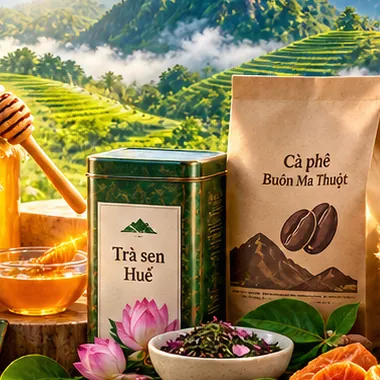 Trà sen
Huế
Cà phê
Buôn Ma Thuột